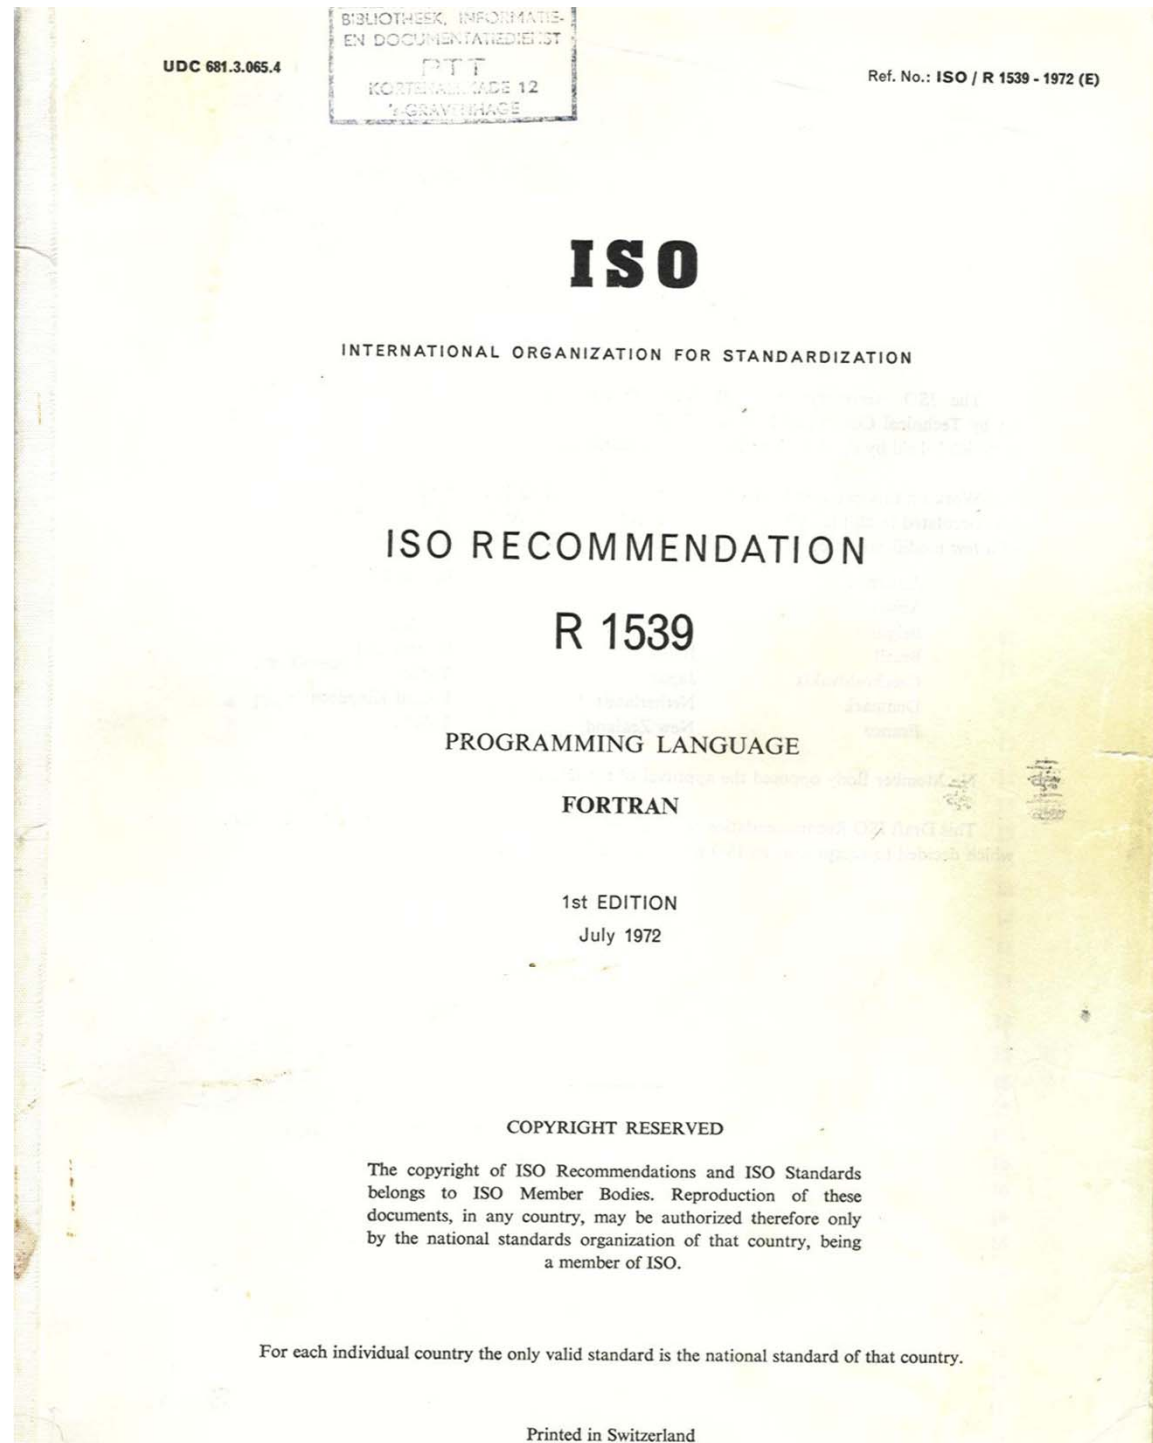 BIBLIOTHEEK, INFORMATIE-
EN DOCUMENTATIEDIENST
PTT
12
's-GRAVENHAGE
UDC 681.3.065.4
Ref. No.: ISO / R 1539 - 1972 (E)
ISO
INTERNATIONAL ORGANIZATION FOR STANDARDIZATION
ISO RECOMMENDATION
R 1539
PROGRAMMING LANGUAGE
FORTRAN
1st EDITION
July 1972
COPYRIGHT RESERVED
The copyright of ISO Recommendations and ISO Standards
belongs to ISO Member Bodies. Reproduction of these
documents, in any country, may be authorized therefore only
by the national standards organization of that country, being
a member of ISO.
For each individual country the only valid standard is the national standard of that country.
Printed in Switzerland